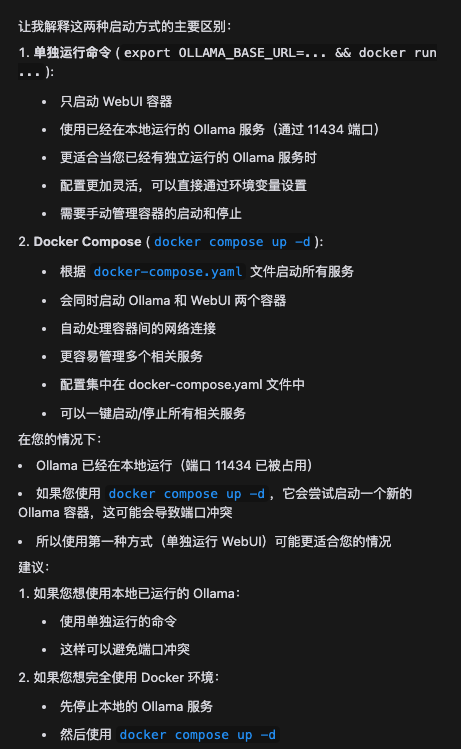 让我解释这两种启动方式的主要区别：
1. 单独运行命令 ( export OLLAMA_BASE_URL=... && docker run
... ):
• 只启动 WebUI 容器
• 使用已经在本地运行的 Ollama 服务（通过 11434 端口）
• 更适合当您已经有独立运行的 Ollama 服务时
• 配置更加灵活，可以直接通过环境变量设置
• 需要手动管理容器的启动和停止
2. Docker Compose ( docker compose up -d ):
• 根据 docker-compose.yaml 文件启动所有服务
• 会同时启动 Ollama 和 WebUI 两个容器
• 自动处理容器间的网络连接
• 更容易管理多个相关服务
• 配置集中在 docker-compose.yaml 文件中
• 可以一键启动/停止所有相关服务
在您的情况下：
• Ollama 已经在本地运行（端口 11434 已被占用）
• 如果您使用 docker compose up -d，它会尝试启动一个新的
Ollama 容器，这可能会导致端口冲突
• 所以使用第一种方式（单独运行 WebUI）可能更适合您的情况
建议：
1. 如果您想使用本地已运行的 Ollama：
• 使用单独运行的命令
• 这样可以避免端口冲突
2. 如果您想完全使用 Docker 环境：
• 先停止本地的 Ollama 服务
• 然后使用 docker compose up -d